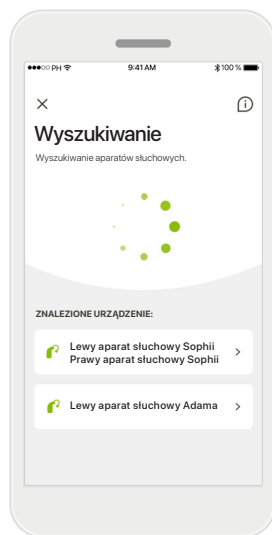 PH 9:41 AM 100 %
Wyszukiwanie
Wyszukiwanie aparatów słuchowych.
ZNALEZIONE URZĄDZENIE:
Lewy aparat słuchowy Sophii
Prawy aparat słuchowy Sophii
Lewy aparat słuchowy Adama